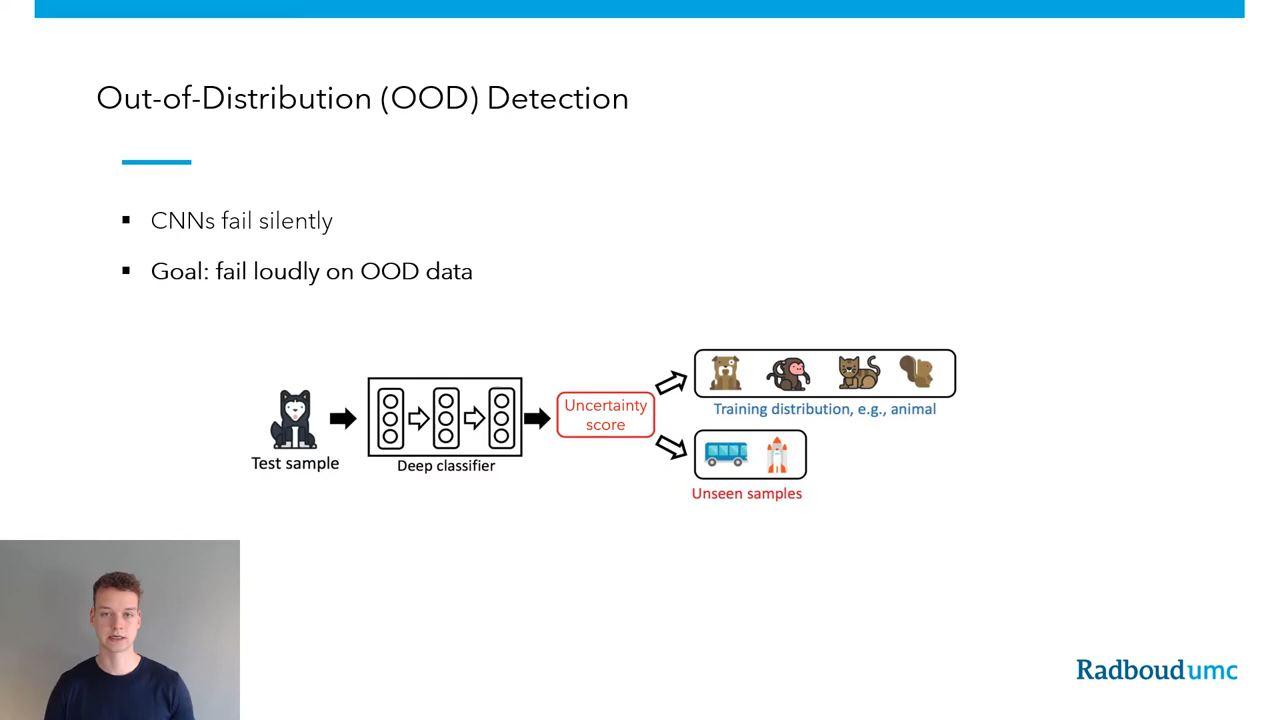 Out-of-Distribution (OOD) Detection
▪ CNNs fail silently
▪ Goal: fail loudly on OOD data
Test sample
Deep classifier
Uncertainty
score
Training distribution, e.g., animal
Unseen samples
Radboudumc